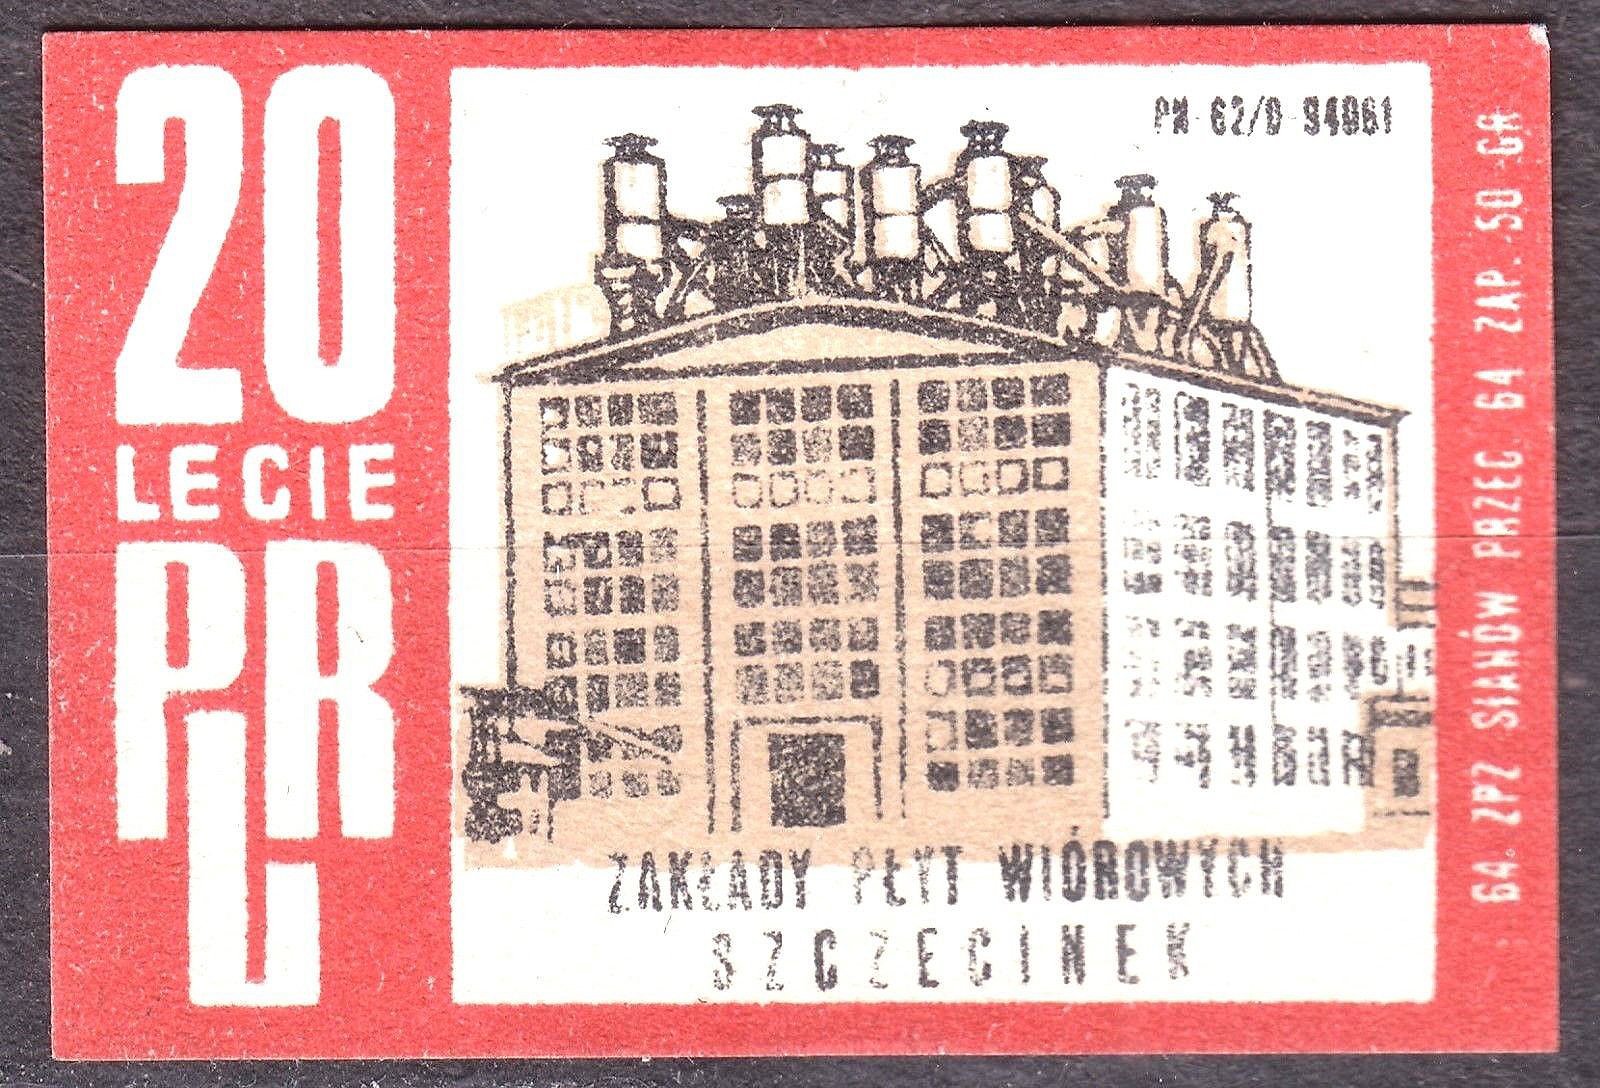 20
LECIE
PRL
PN-62/D-94061
ZAKŁADY PŁYT WIÓROWYCH
SZCZECINEK
64. ZPZ SIANÓW PRZEC. 64 ZAP. 50 GR